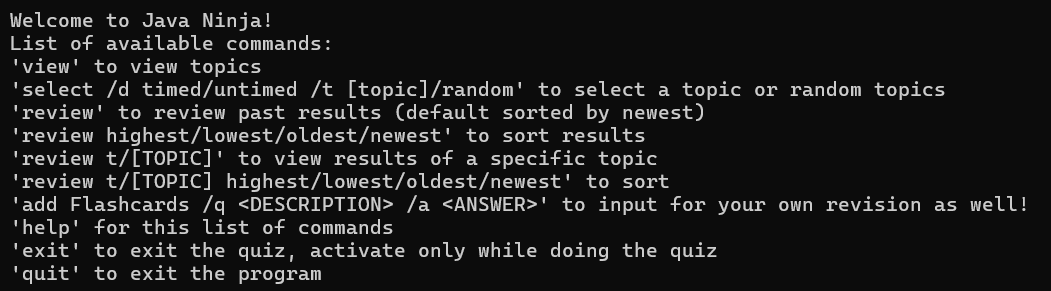 Welcome to Java Ninja!
List of available commands:
'view' to view topics
'select /d timed/untimed /t [topic]/random' to select a topic or random topics
'review' to review past results (default sorted by newest)
'review highest/lowest/oldest/newest' to sort results
'review t/[TOPIC]' to view results of a specific topic
'review t/[TOPIC] highest/lowest/oldest/newest' to sort
'add Flashcards /q <DESCRIPTION> /a <ANSWER>' to input for your own revision as well!
'help' for this list of commands
'exit' to exit the quiz, activate only while doing the quiz
'quit' to exit the program